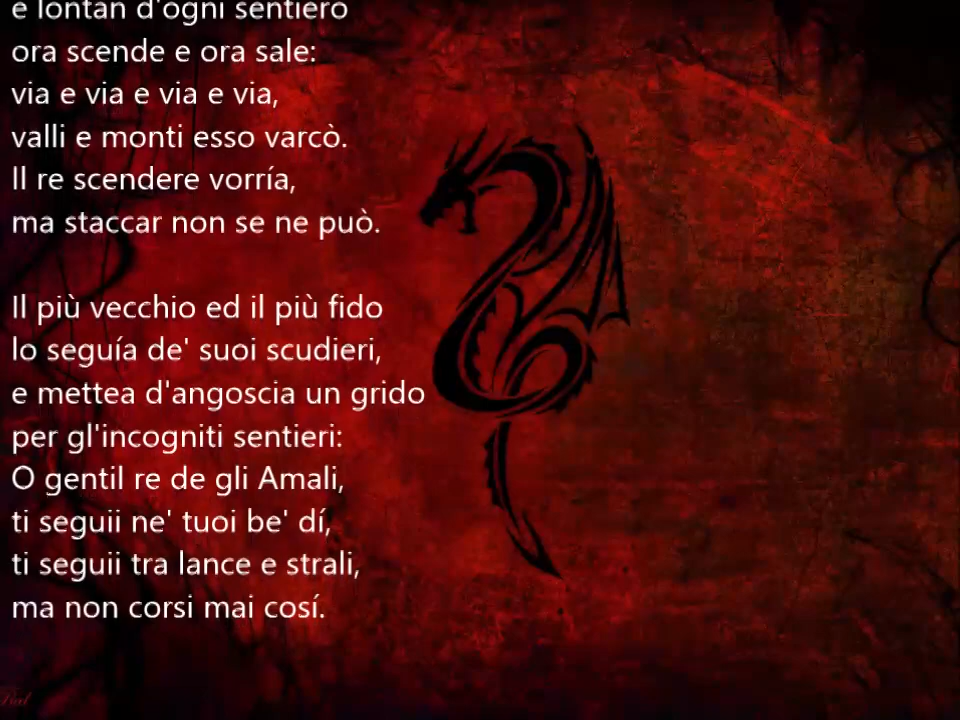 e lontan d'ogni sentiero
ora scende e ora sale:
via e via e via e via,
valli e monti esso varcò.
Il re scendere vorría,
ma staccar non se ne può.

Il più vecchio ed il più fido
lo seguía de' suoi scudieri,
e mettea d'angoscia un grido
per gl'incogniti sentieri:
O gentil re de gli Amali,
ti seguii ne' tuoi be' dí,
ti seguii tra lance e strali,
ma non corsi mai cosí.